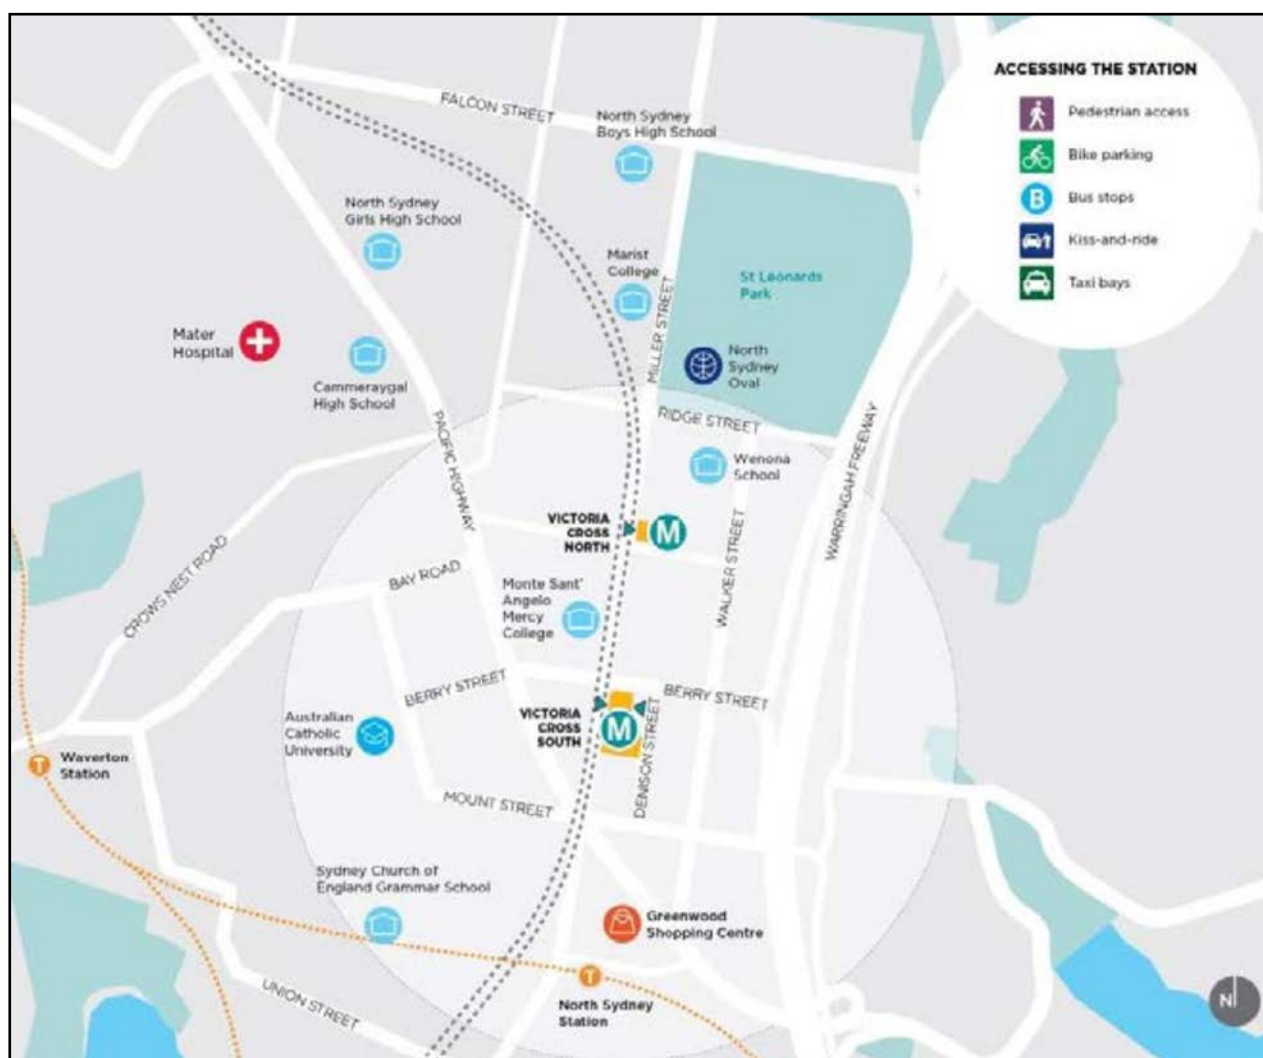 ACCESSING THE STATION
Pedestrian access
Bike parking
B
Bus stops
Kiss-and-ride
Taxi bays
FALCON STREET
North Sydney
Boys High School
North Sydney
Girls High School
Marist
College
MILLER STREET
St Leonards
Park
Mater
Hospital
Cammeraygal
High School
North
Sydney
Oval
PACIFIC HIGHWAY
RIDGE STREET
WARRINGAH FREEWAY
Wenona
School
VICTORIA
CROSS
NORTH
M
CROWS NEST ROAD
BAY ROAD
Monte Sant'
Angelo
Mercy
College
WALKER STREET
BERRY STREET
BERRY STREET
Australian
Catholic
University
VICTORIA
CROSS
SOUTH
M
DENISON STREET
T
Waverton
Station
MOUNT STREET
Sydney Church of
England Grammar School
Greenwood
Shopping Centre
T
North Sydney
Station
UNION STREET
N